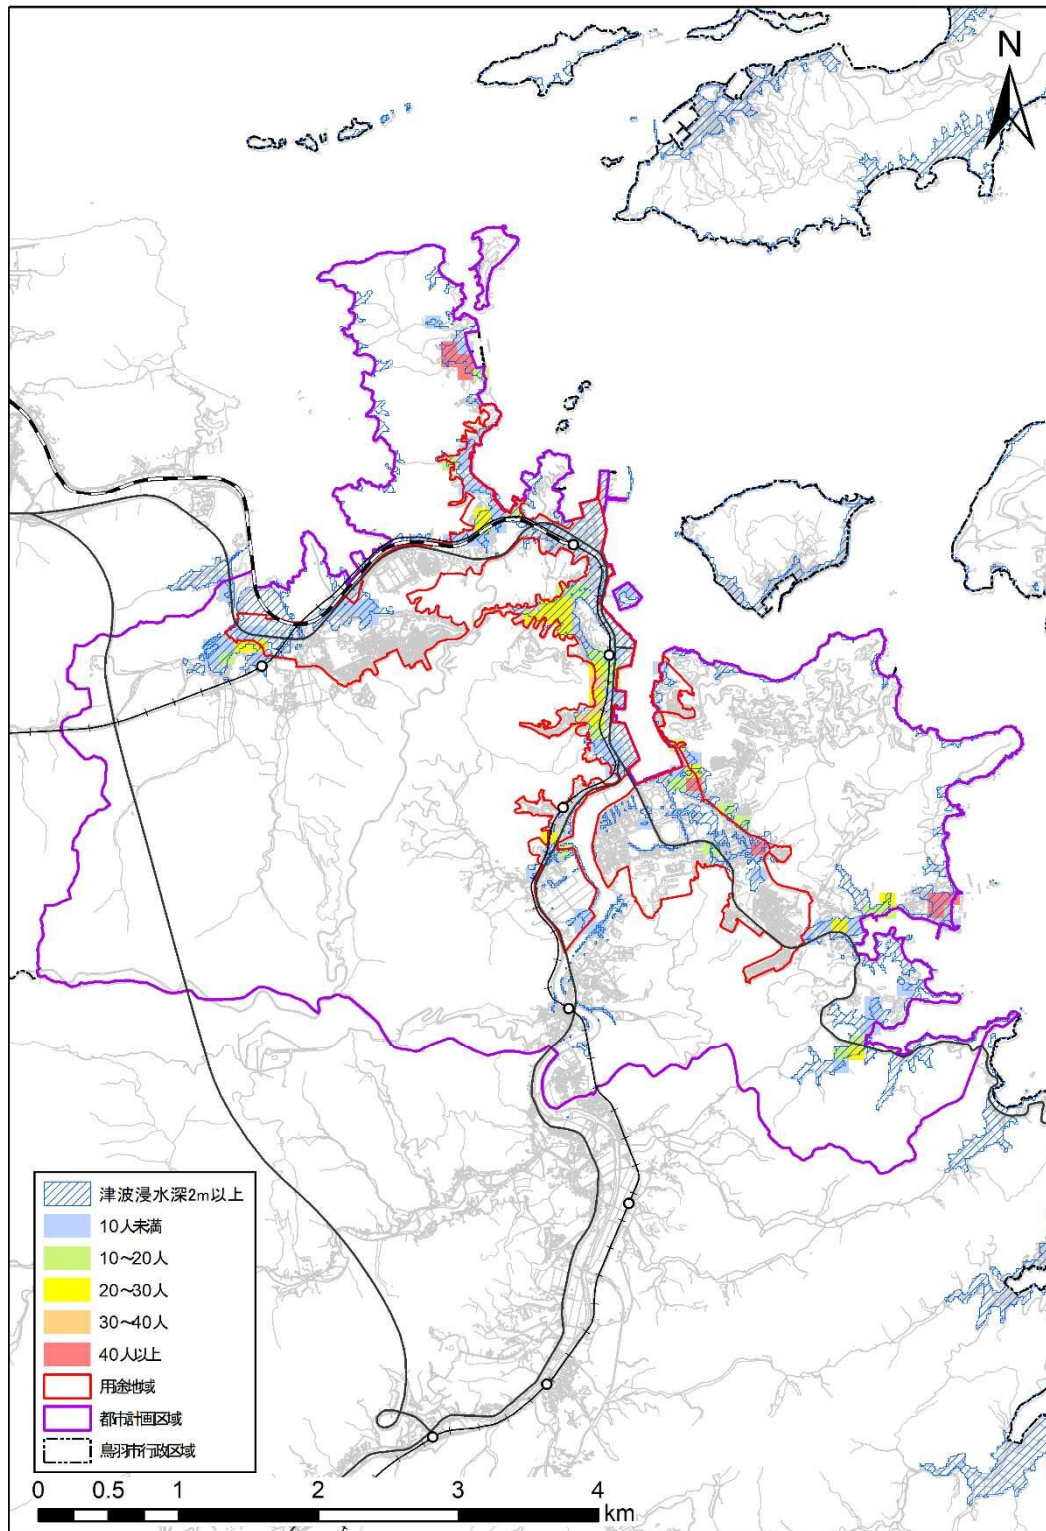 N
津波浸水深2m以上
10人未満
10~20人
20~30人
30~40人
40人以上
用途地域
都市計画区域
鳥羽市行政区域
0 0.5 1 2 3 4
km